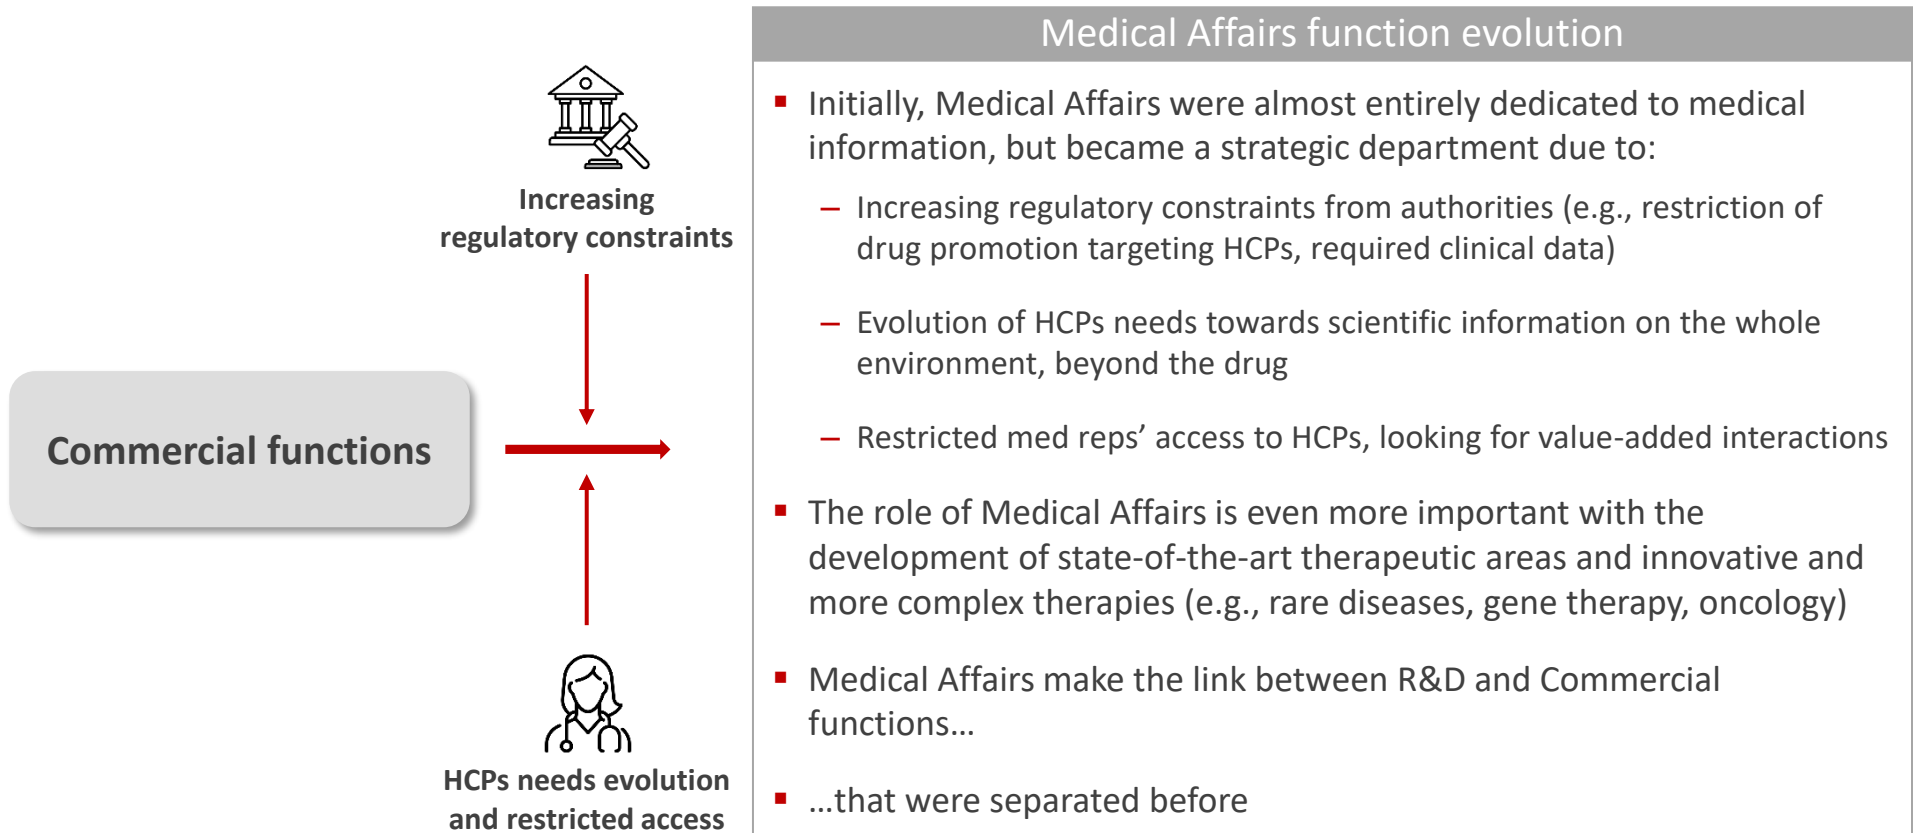 Increasing
regulatory constraints
Commercial functions
HCPs needs evolution
and restricted access
Medical Affairs function evolution
▪ Initially, Medical Affairs were almost entirely dedicated to medical
information, but became a strategic department due to:
– Increasing regulatory constraints from authorities (e.g., restriction of
drug promotion targeting HCPs, required clinical data)
– Evolution of HCPs needs towards scientific information on the whole
environment, beyond the drug
– Restricted med reps’ access to HCPs, looking for value-added interactions
▪ The role of Medical Affairs is even more important with the
development of state-of-the-art therapeutic areas and innovative and
more complex therapies (e.g., rare diseases, gene therapy, oncology)
▪ Medical Affairs make the link between R&D and Commercial
functions…
▪ …that were separated before